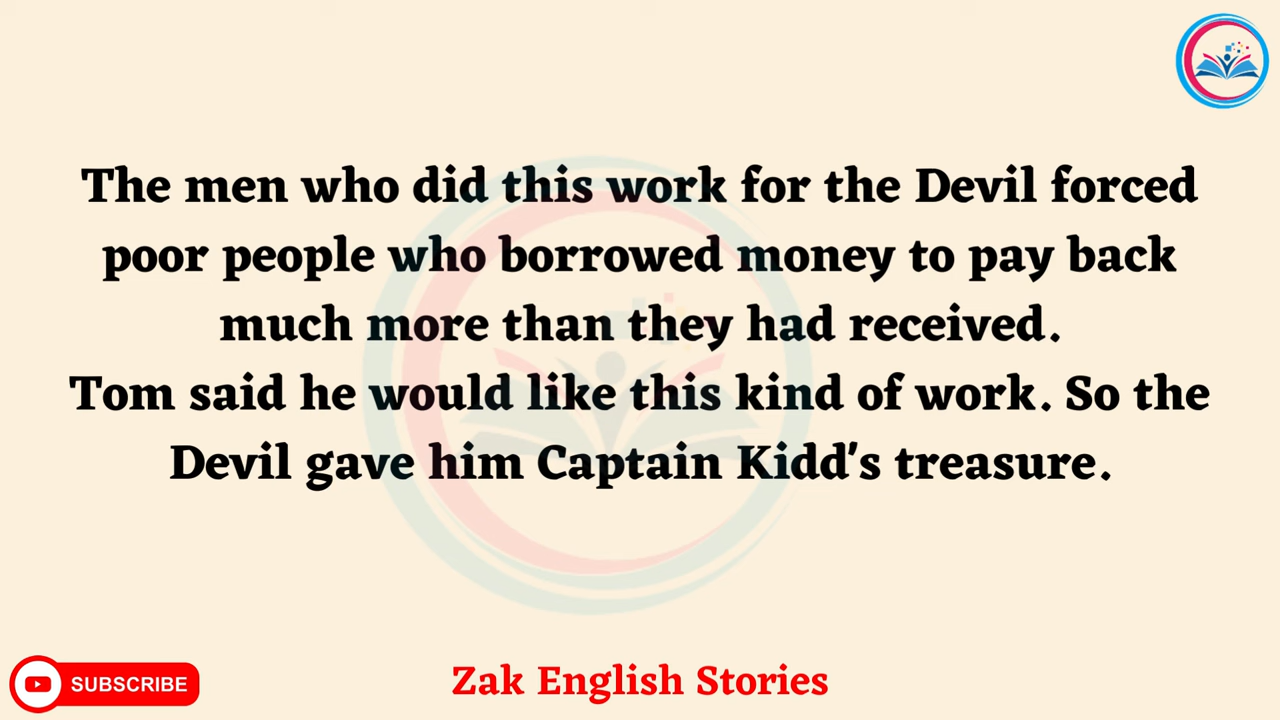 The men who did this work for the Devil forced
poor people who borrowed money to pay back
much more than they had received.
Tom said he would like this kind of work. So the
Devil gave him Captain Kidd's treasure.
SUBSCRIBE
Zak English Stories